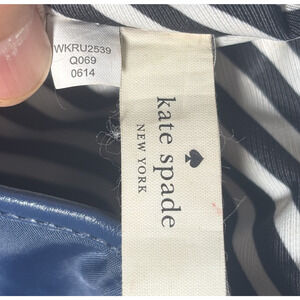 WKRU2539
Q069
0614
kate spade
NEW YORK